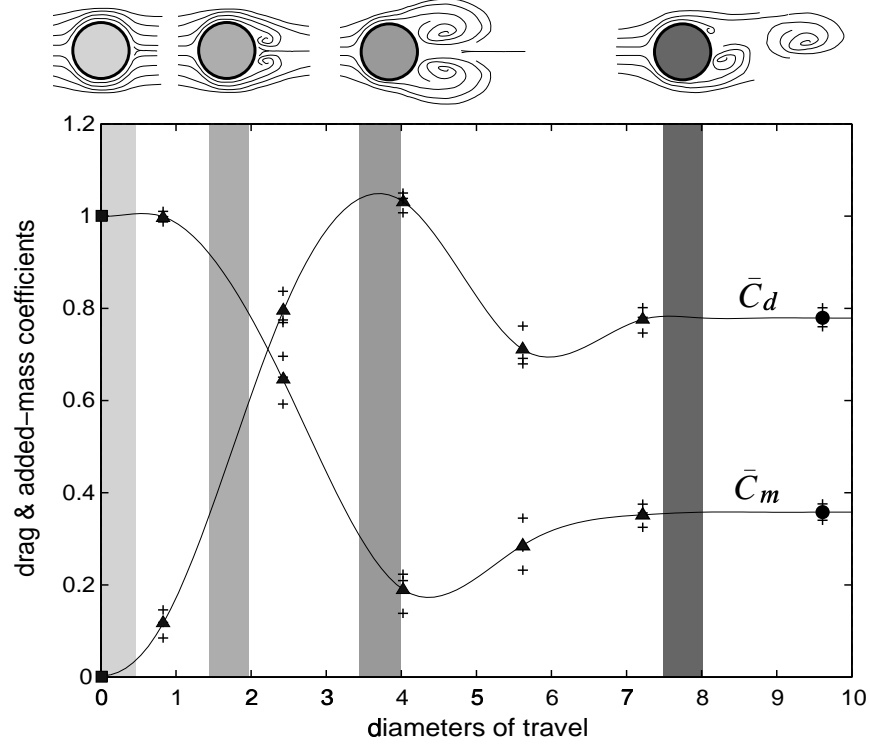 1.2
1
0.8
0.6
0.4
0.2
0
drag & added−mass coefficients
C̄d
C̄m
0 1 2 3 4 5 6 7 8 9 10
diameters of travel